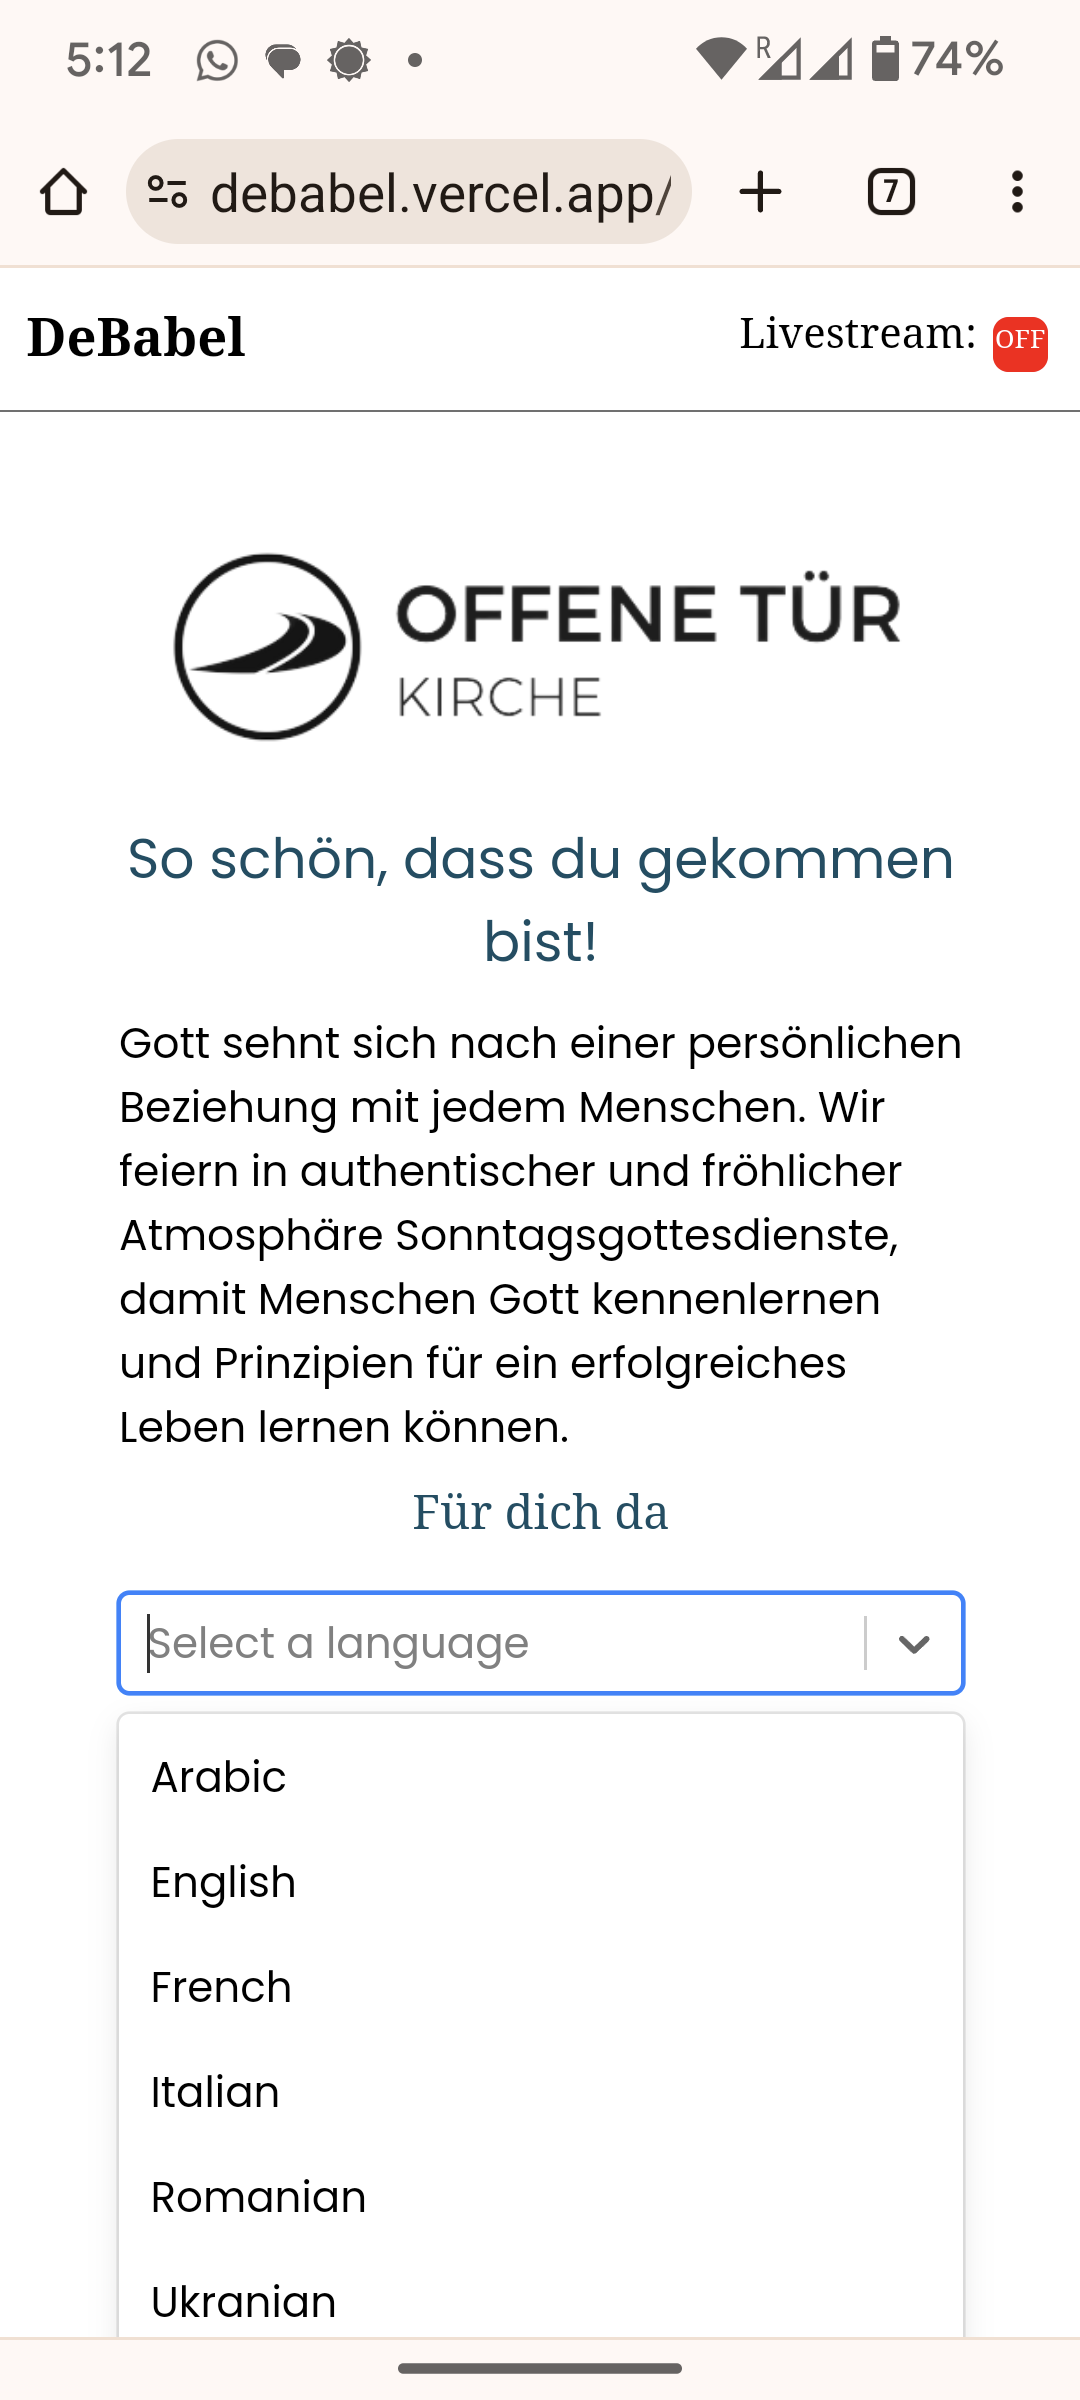 5:12
R
74%
debabel.vercel.app/
7
DeBabel
Livestream: OFF
OFFENE TÜR
KIRCHE
So schön, dass du gekommen
bist!
Gott sehnt sich nach einer persönlichen
Beziehung mit jedem Menschen. Wir
feiern in authentischer und fröhlicher
Atmosphäre Sonntagsgottesdienste,
damit Menschen Gott kennenlernen
und Prinzipien für ein erfolgreiches
Leben lernen können.
Für dich da
Select a language
Arabic
English
French
Italian
Romanian
Ukranian